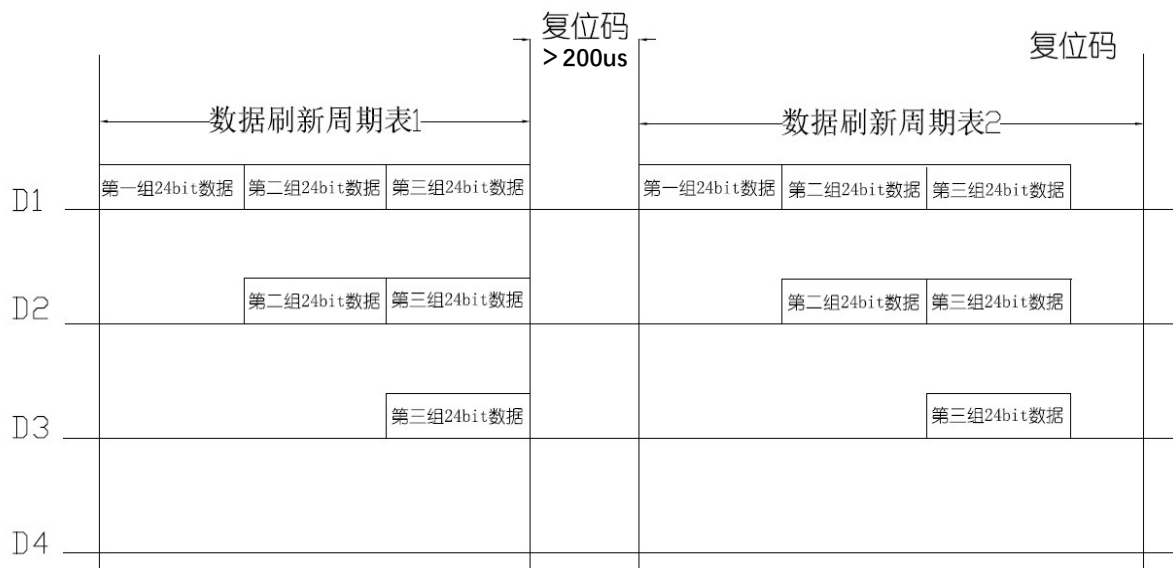 复位码
>200us
复位码
数据刷新周期表1
数据刷新周期表2
D1
第一组24bit数据
第二组24bit数据
第三组24bit数据
第一组24bit数据
第二组24bit数据
第三组24bit数据
D2
第二组24bit数据
第三组24bit数据
第二组24bit数据
第三组24bit数据
D3
第三组24bit数据
第三组24bit数据
D4